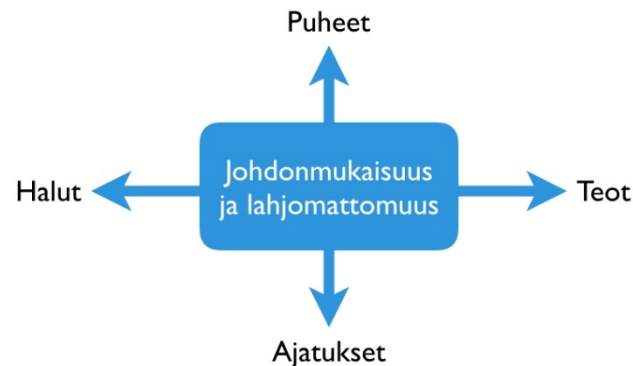 Puheet
Halut
Johdonmukaisuus
ja lahjomattomuus
Teot
Ajatukset